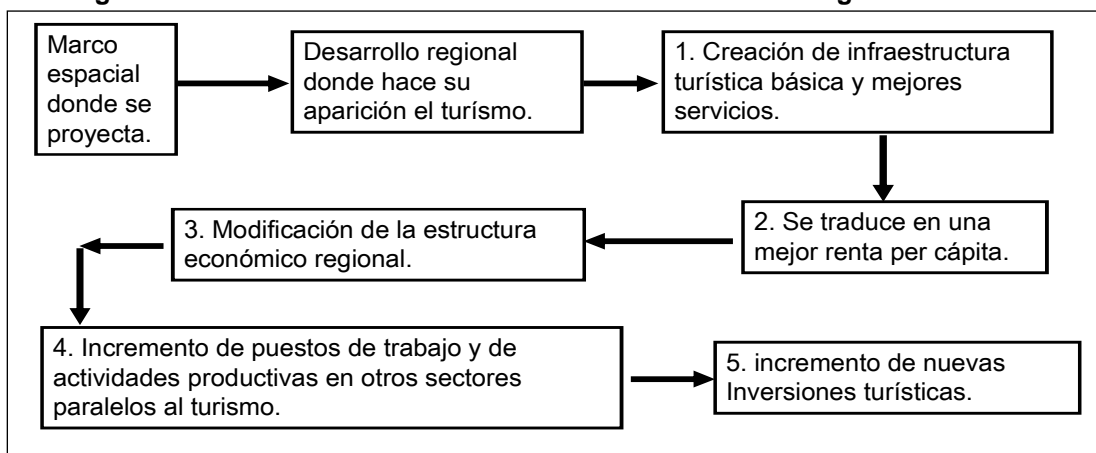 Marco
espacial
donde se
proyecta.
Desarrollo regional
donde hace su
aparición el turísmo.
1. Creación de infraestructura
turística básica y mejores
servicios.
2. Se traduce en una
mejor renta per cápita.
3. Modificación de la estructura
económico regional.
4. Incremento de puestos de trabajo y de
actividades productivas en otros sectores
paralelos al turismo.
5. incremento de nuevas
Inversiones turísticas.